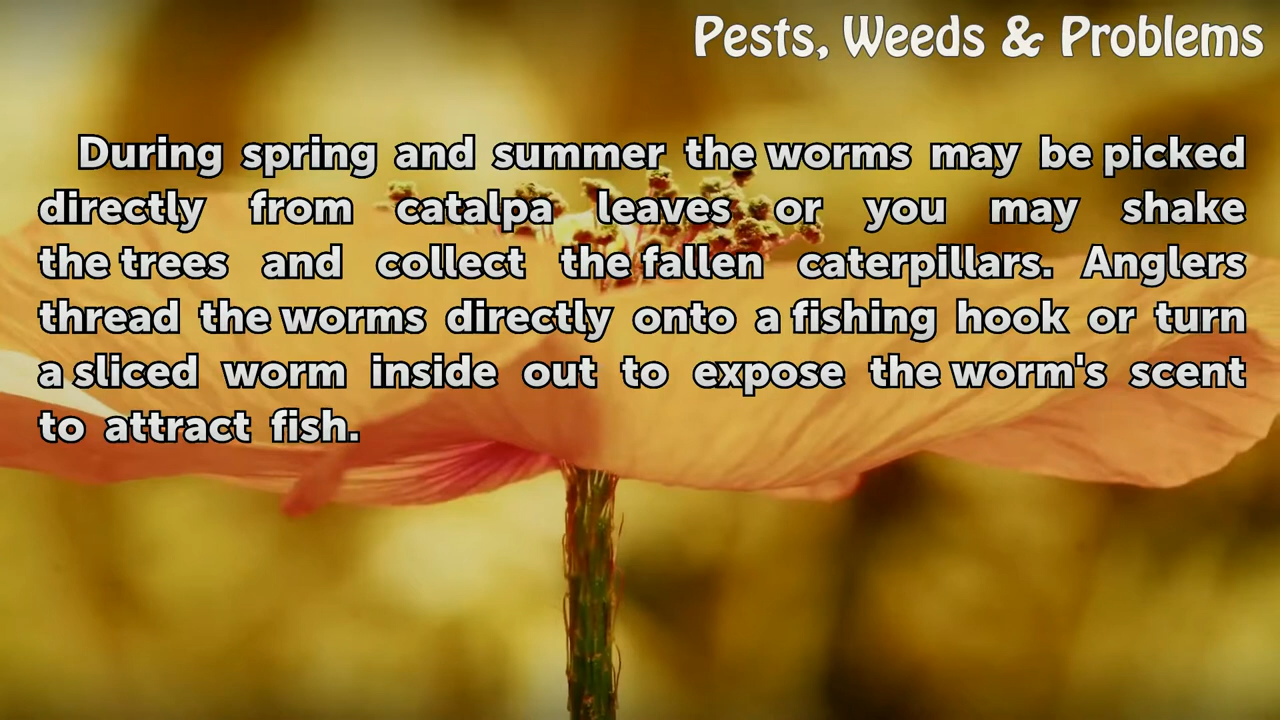 Pests, Weeds & Problems
During spring and summer the worms may be picked
directly from catalpa leaves or you may shake
the trees and collect the fallen caterpillars. Anglers
thread the worms directly onto a fishing hook or turn
a sliced worm inside out to expose the worm's scent
to attract fish.